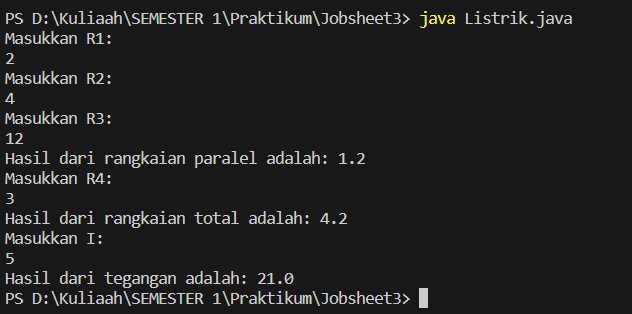 PS D:\Kuliaah\SEMESTER 1\Praktikum\Jobsheet3> java Listrik.java
Masukkan R1:
2
Masukkan R2:
4
Masukkan R3:
12
Hasil dari rangkaian paralel adalah: 1.2
Masukkan R4:
3
Hasil dari rangkaian total adalah: 4.2
Masukkan I:
5
Hasil dari tegangan adalah: 21.0
PS D:\Kuliaah\SEMESTER 1\Praktikum\Jobsheet3>